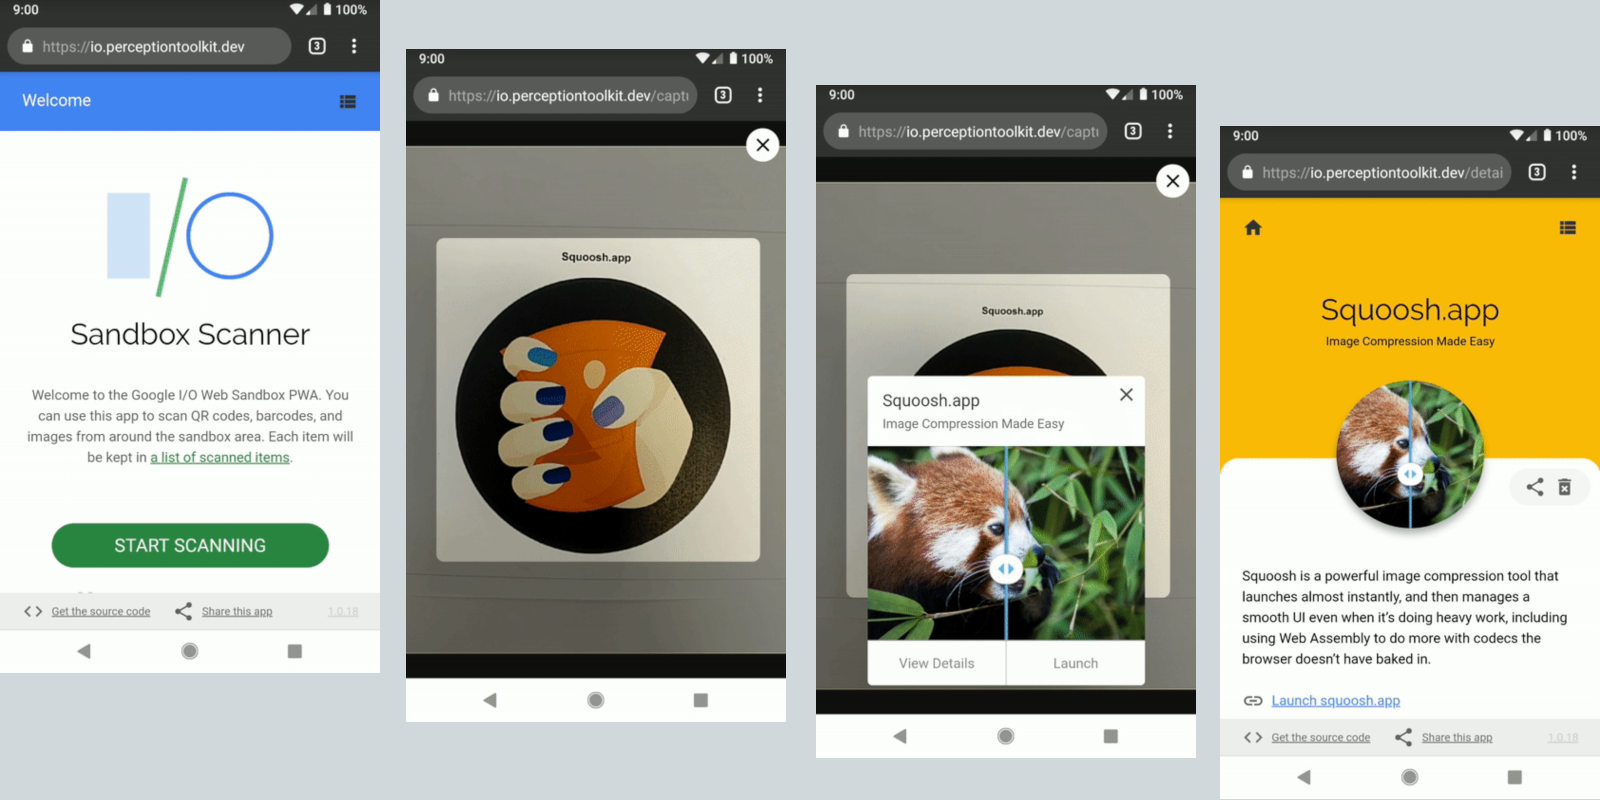 9:00
100%
https://io.perceptiontoolkit.dev
3
Welcome
I/O
Sandbox Scanner
Welcome to the Google I/O Web Sandbox PWA. You
can use this app to scan QR codes, barcodes, and
images from around the sandbox area. Each item will
be kept in a list of scanned items.
START SCANNING
Get the source code
Share this app
1.0.18
9:00
100%
https://io.perceptiontoolkit.dev/captu
3
Squoosh.app
9:00
100%
https://io.perceptiontoolkit.dev/captu
3
Squoosh.app
Squoosh.app
Image Compression Made Easy
View Details
Launch
9:00
100%
https://io.perceptiontoolkit.dev/detai
3
Squoosh.app
Image Compression Made Easy
Squoosh is a powerful image compression tool that
launches almost instantly, and then manages a
smooth UI even when it’s doing heavy work, including
using Web Assembly to do more with codecs the
browser doesn’t have baked in.
Launch squoosh.app
Get the source code
Share this app
1.0.18